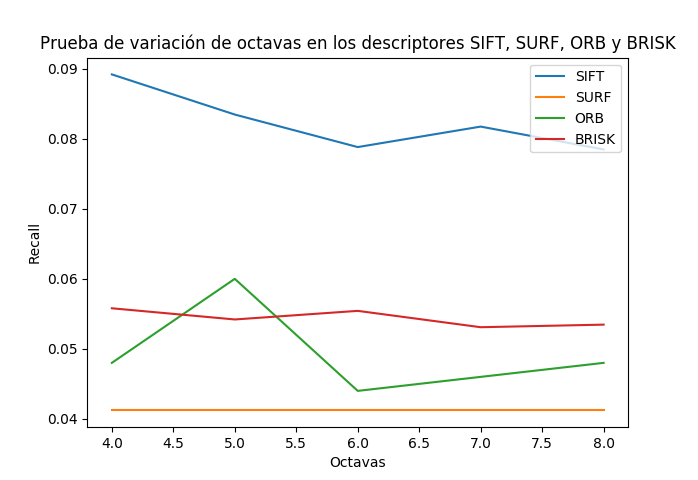 Prueba de variación de octavas en los descriptores SIFT, SURF, ORB y BRISK
0.09
0.08
0.07
0.06
0.05
0.04
Recall
SIFT
SURF
ORB
BRISK
4.0 4.5 5.0 5.5 6.0 6.5 7.0 7.5 8.0
Octavas